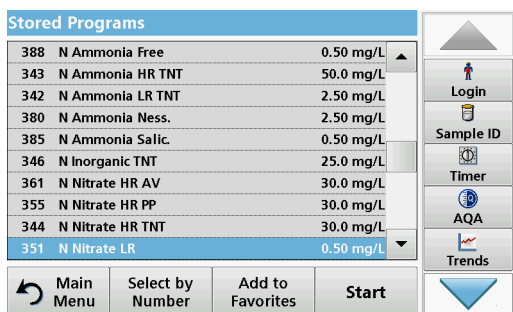 Stored Programs
388 N Ammonia Free 0.50 mg/L
343 N Ammonia HR TNT 50.0 mg/L
342 N Ammonia LR TNT 2.50 mg/L
380 N Ammonia Ness. 2.50 mg/L
385 N Ammonia Salic. 0.50 mg/L
346 N Inorganic TNT 25.0 mg/L
361 N Nitrate HR AV 30.0 mg/L
355 N Nitrate HR PP 30.0 mg/L
344 N Nitrate HR TNT 30.0 mg/L
351 N Nitrate LR 0.50 mg/L
Main
Menu
Select by
Number
Add to
Favorites
Start
Login
Sample ID
Timer
AQA
Trends